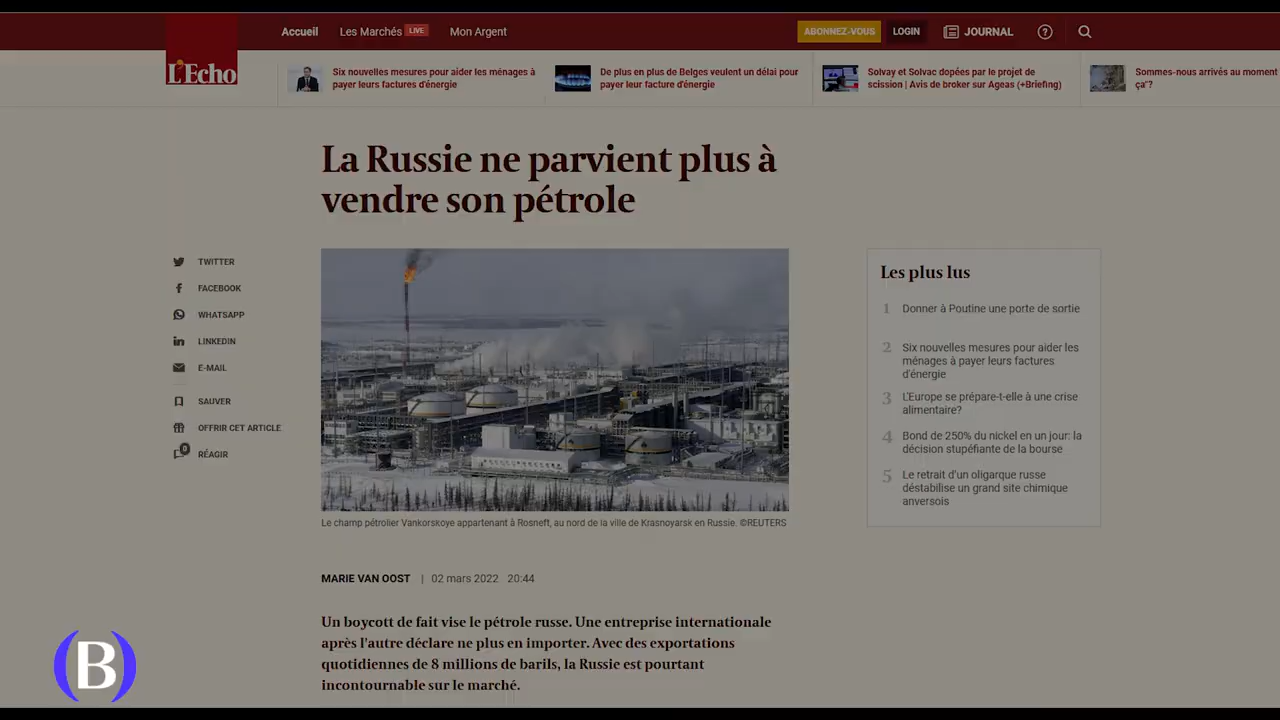 Accueil
Les Marchés LIVE
Mon Argent
ABONNEZ-VOUS
LOGIN
JOURNAL
?
L'Echo
Six nouvelles mesures pour aider les ménages à
payer leurs factures d'énergie
De plus en plus de Belges veulent un délai pour
payer leur facture d'énergie
Solvay et Solvac dopées par le projet de
scission | Avis de broker sur Ageas (+Briefing)
Sommes-nous arrivés au moment
ça"?
La Russie ne parvient plus à
vendre son pétrole
TWITTER
FACEBOOK
WHATSAPP
LINKEDIN
E-MAIL
SAUVER
OFFRIR CET ARTICLE
0
RÉAGIR
Le champ pétrolier Vankorskoye appartenant à Rosneft, au nord de la ville de Krasnoyarsk en Russie. ©REUTERS
Les plus lus
1 Donner à Poutine une porte de sortie
2 Six nouvelles mesures pour aider les
ménages à payer leurs factures
d'énergie
3 L'Europe se prépare-t-elle à une crise
alimentaire?
4 Bond de 250% du nickel en un jour: la
décision stupéfiante de la bourse
5 Le retrait d'un oligarque russe
déstabilise un grand site chimique
anversois
MARIE VAN OOST | 02 mars 2022 20:44
Un boycott de fait vise le pétrole russe. Une entreprise internationale
après l'autre déclare ne plus en importer. Avec des exportations
quotidiennes de 8 millions de barils, la Russie est pourtant
incontournable sur le marché.
(B)